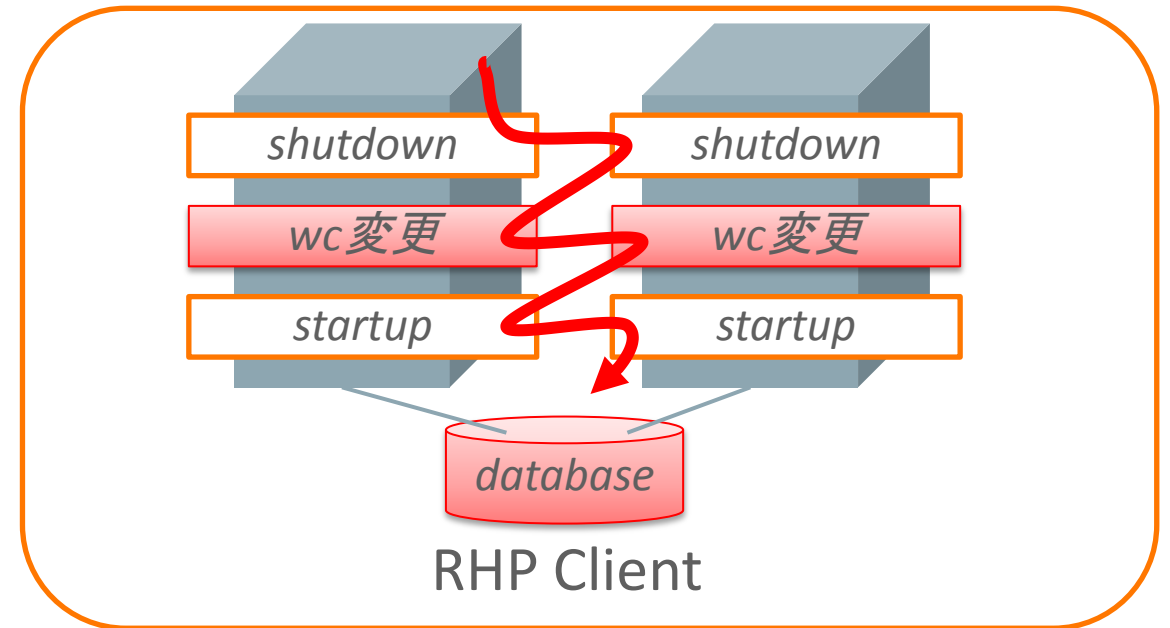 shutdown
shutdown
wc変更
wc変更
startup
startup
database
RHP Client